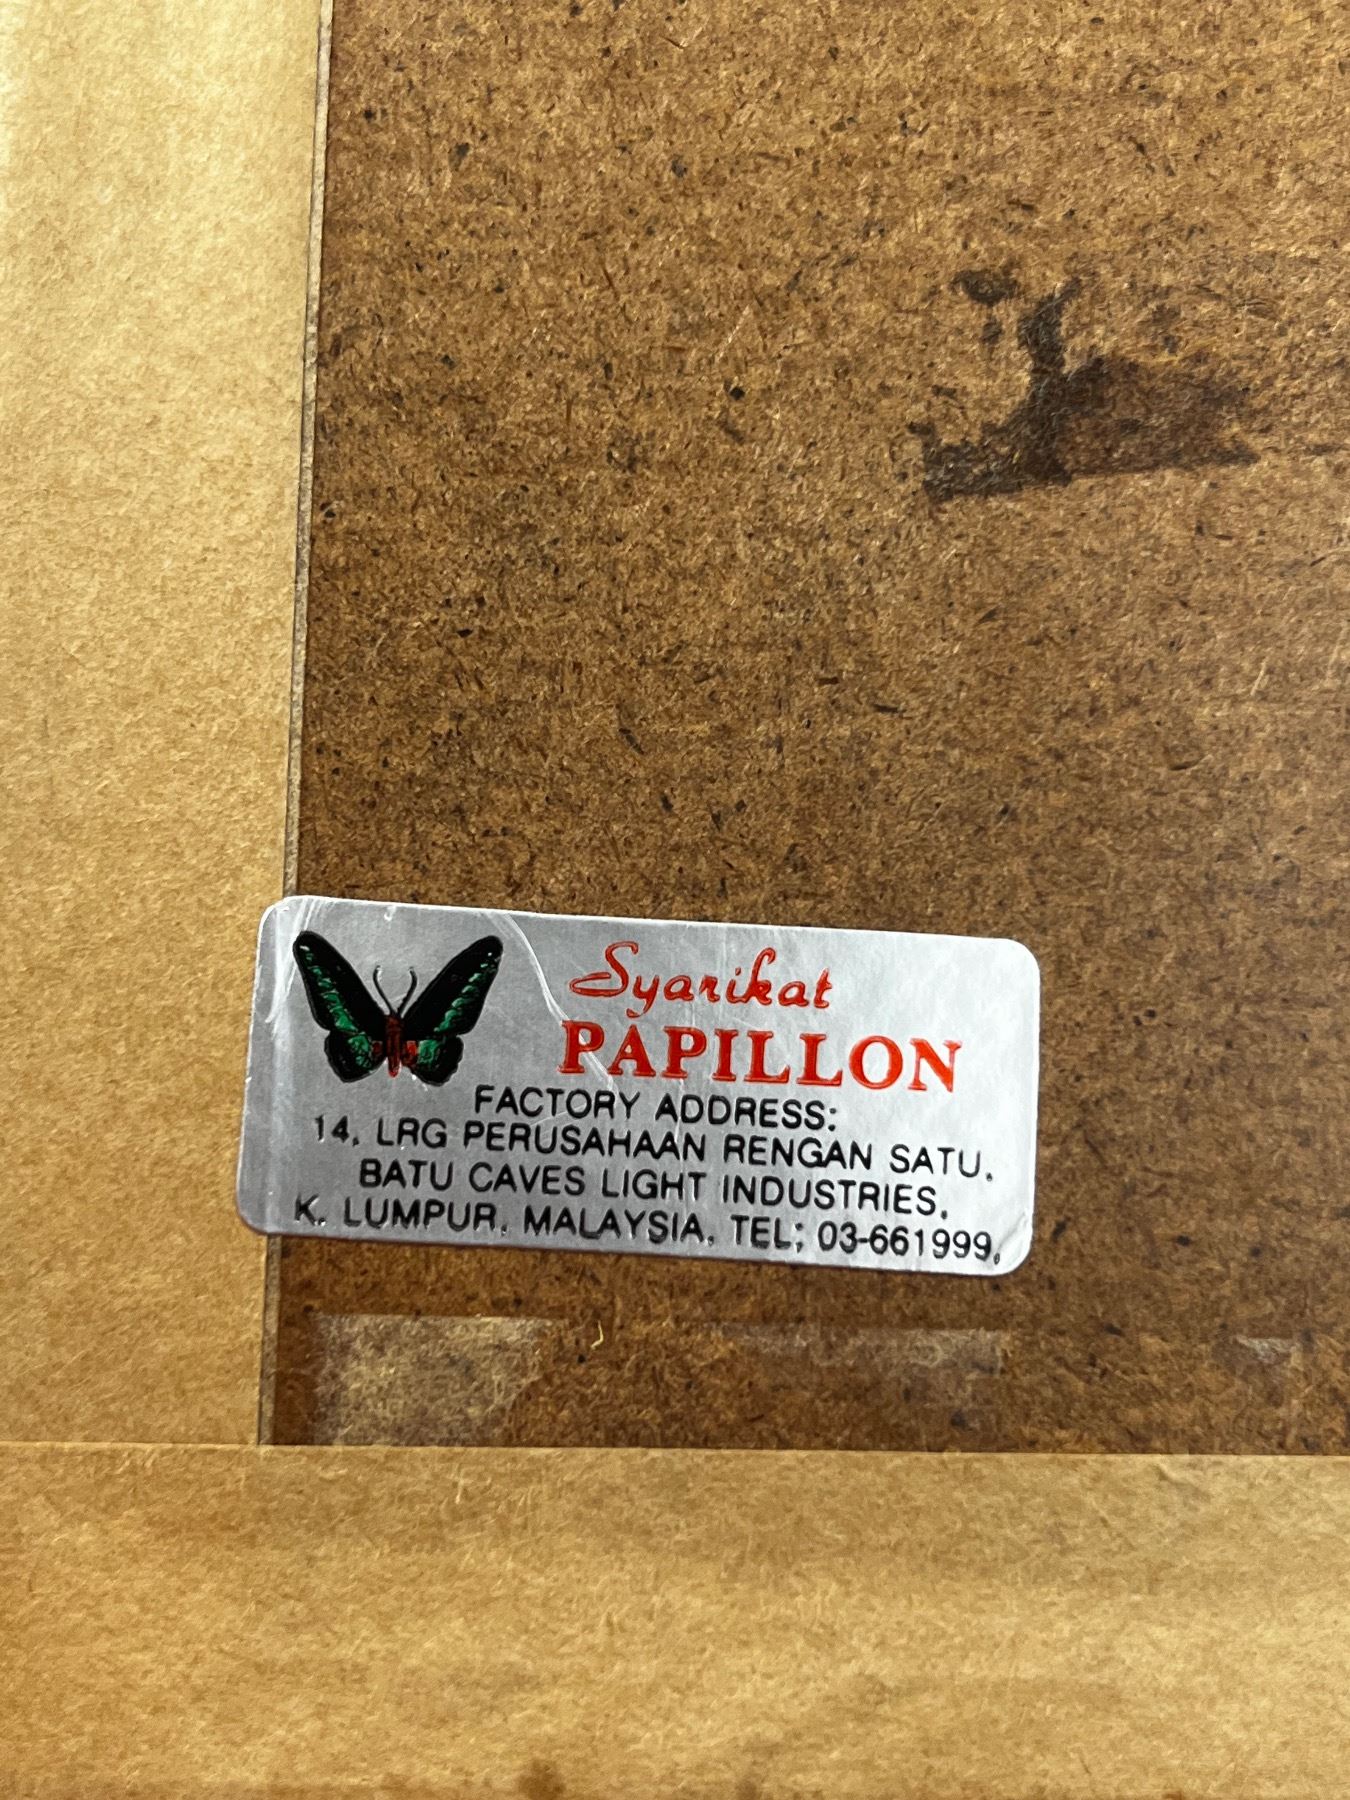 Syarikat
PAPILLON
FACTORY ADDRESS:
14, LRG PERUSAHAAN RENGAN SATU,
BATU CAVES LIGHT INDUSTRIES,
K. LUMPUR, MALAYSIA, TEL; 03-661999,